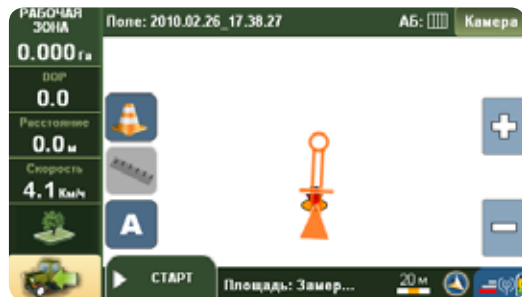 РАБОЧАЯ
ЗОНА
0.000 га
Поле: 2010.02.26_17.38.27
АБ:
Камера
DOP
0.0
Расстояние
0.0 м
Скорость
4.1 Км/ч
А
СТАРТ
Площадь: Замер...
20 м